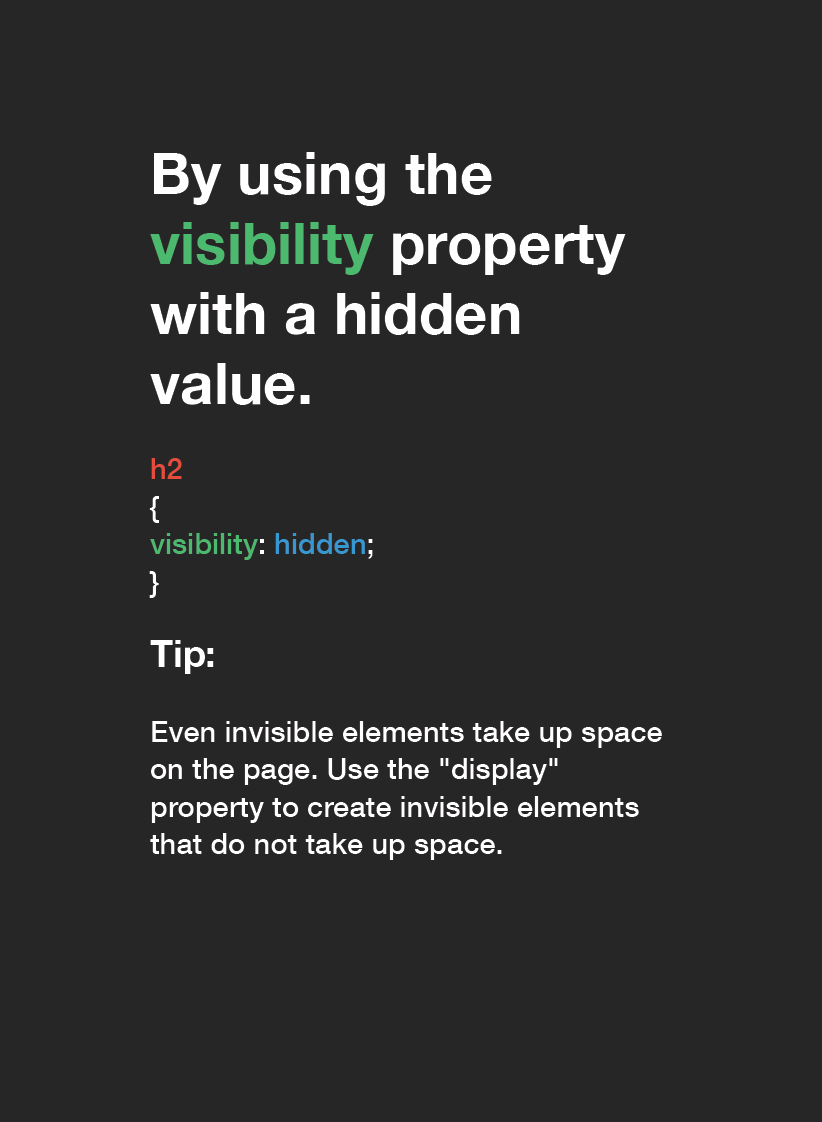 By using the
visibility property
with a hidden
value.
h2
{
visibility: hidden;
}
Tip:
Even invisible elements take up space
on the page. Use the "display"
property to create invisible elements
that do not take up space.